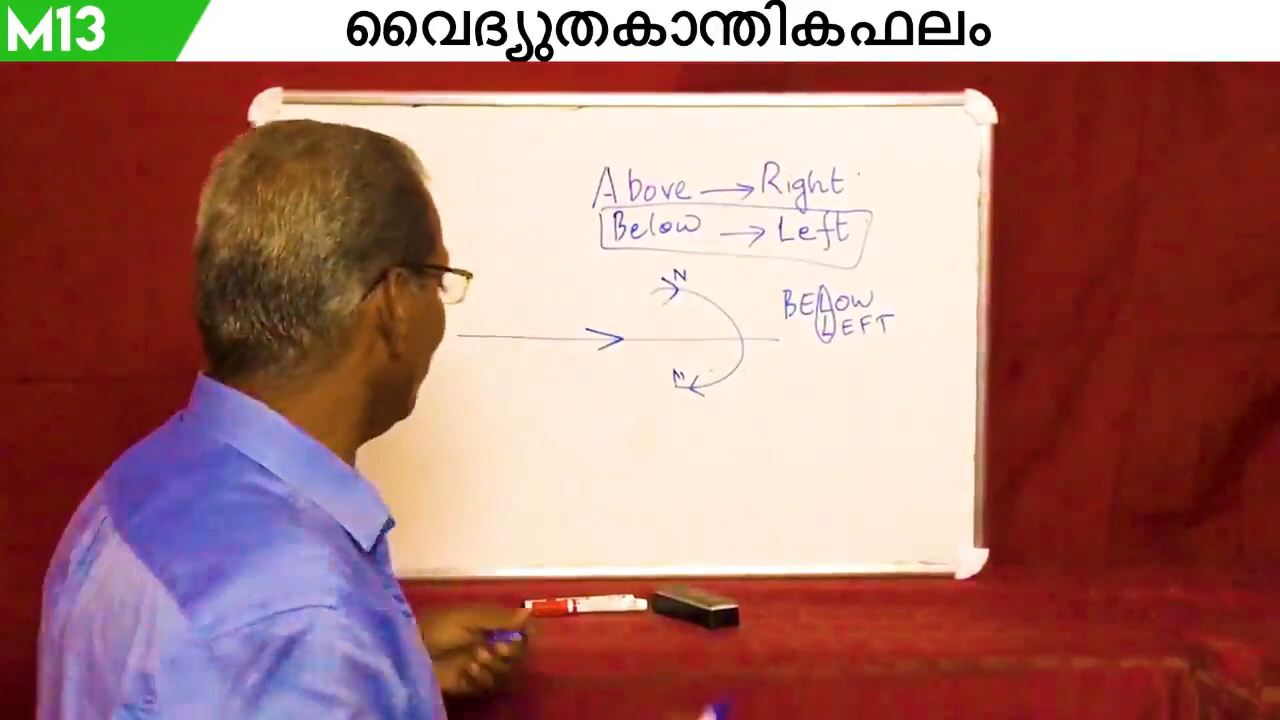 M13
വൈദ്യുതകാന്തികഫലം
Above → Right
Below → Left
N
BELOW
LEFT
N